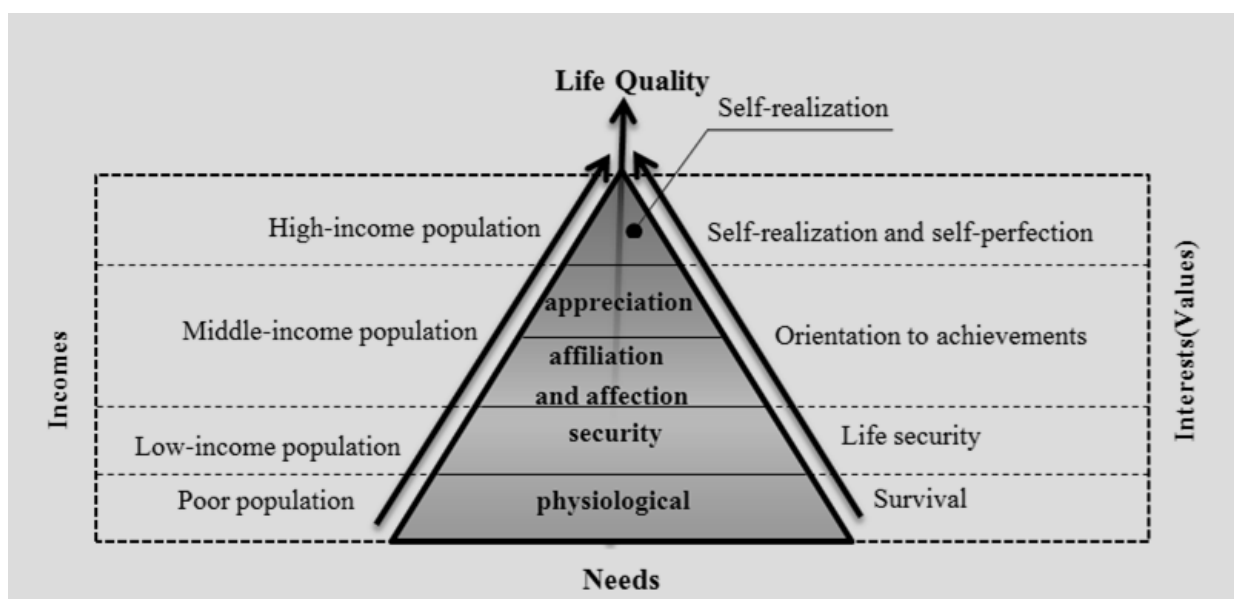 Life Quality
Self-realization
High-income population
Self-realization and self-perfection
appreciation
Middle-income population
Orientation to achievements
affiliation
and affection
Incomes
Interests(Values)
security
Low-income population
Life security
Poor population
physiological
Survival
Needs